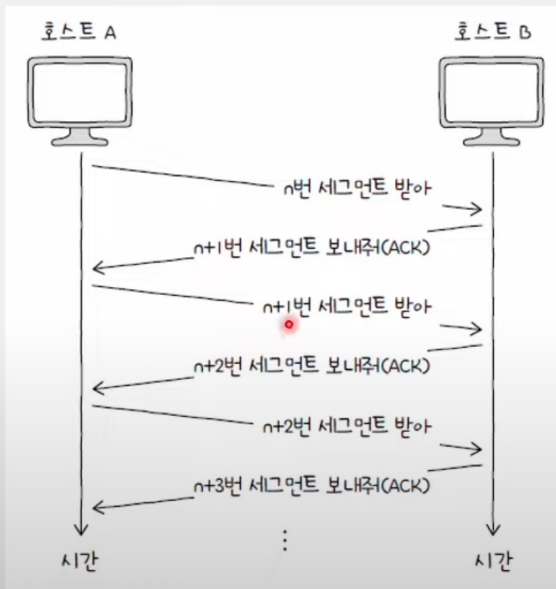 호스트 A
호스트 B
n번 세그먼트 받아
n+1번 세그먼트 보내줘(ACK)
n+1번 세그먼트 받아
n+2번 세그먼트 보내줘(ACK)
n+2번 세그먼트 받아
n+3번 세그먼트 보내줘(ACK)
⋮
시간
시간